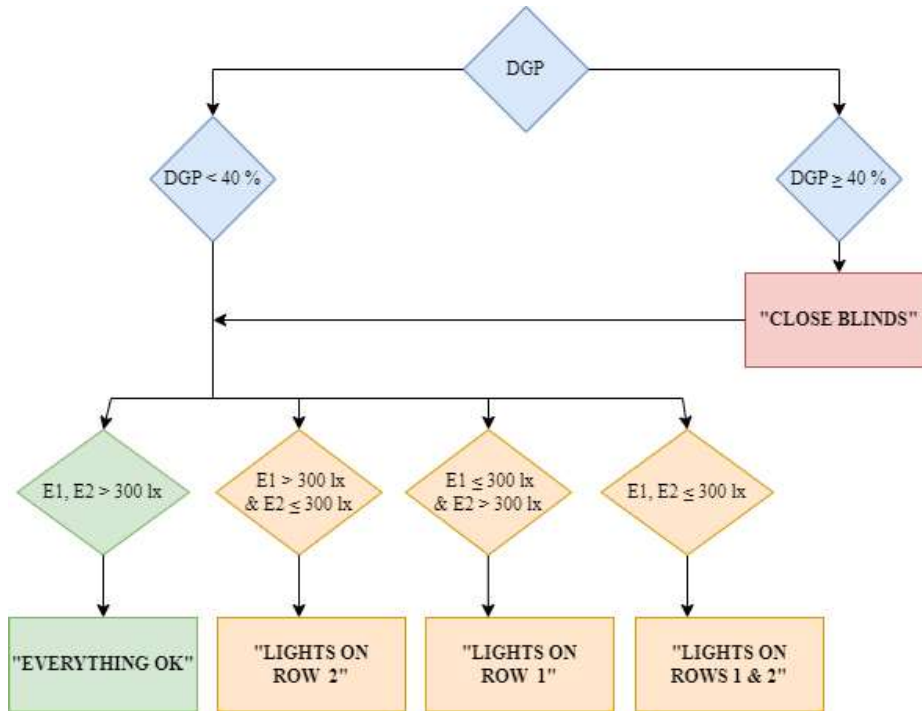 DGP
DGP < 40 %
DGP ≥ 40 %
"CLOSE BLINDS"
E1, E2 > 300 lx
E1 > 300 lx
& E2 ≤ 300 lx
E1 ≤ 300 lx
& E2 > 300 lx
E1, E2 ≤ 300 lx
"EVERYTHING OK"
"LIGHTS ON
ROW 2"
"LIGHTS ON
ROW 1"
"LIGHTS ON
ROWS 1 & 2"